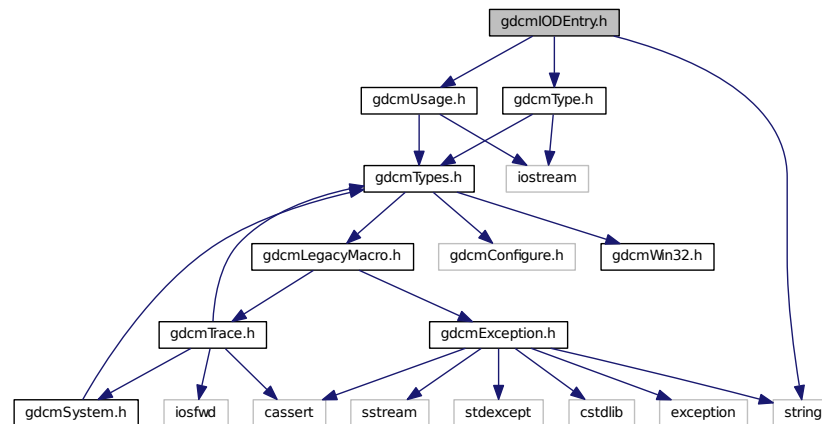 gdcmIODEntry.h
gdcmUsage.h
gdcmType.h
gdcmTypes.h
iostream
gdcmLegacyMacro.h
gdcmConfigure.h
gdcmWin32.h
gdcmTrace.h
gdcmException.h
gdcmSystem.h
iosfwd
cassert
sstream
stdexcept
cstdlib
exception
string